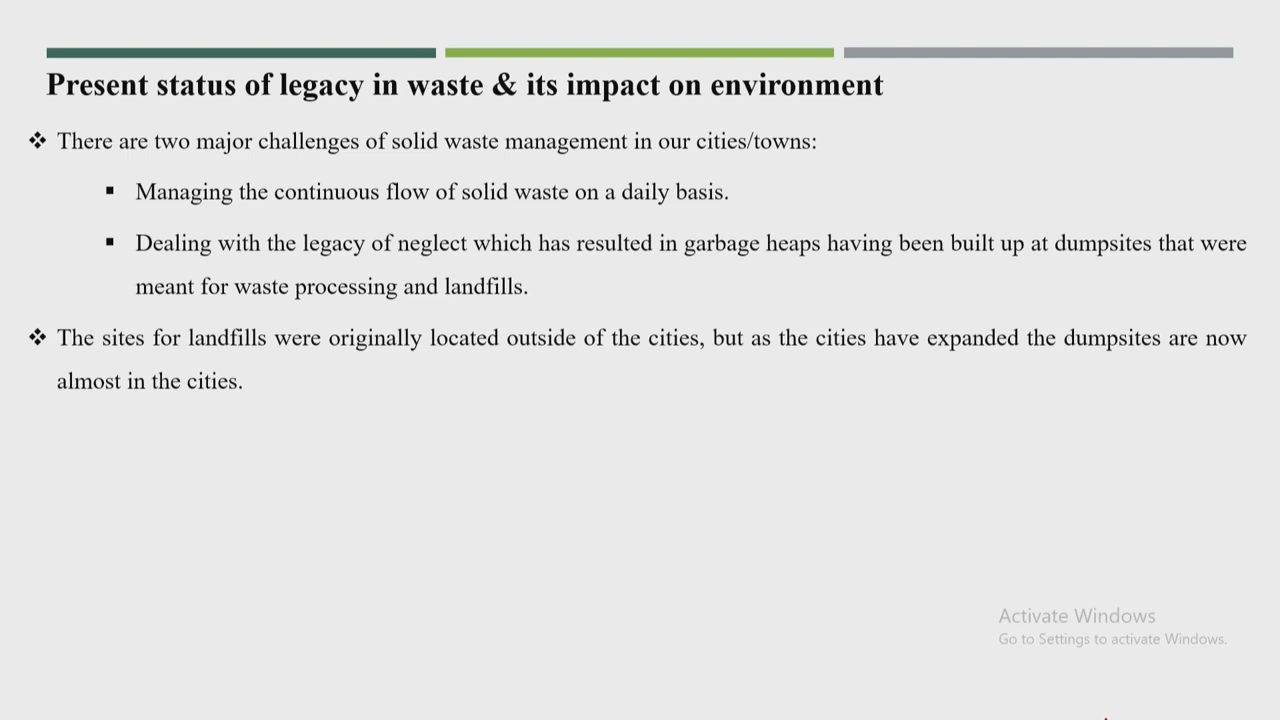 Present status of legacy in waste & its impact on environment
❖ There are two major challenges of solid waste management in our cities/towns:
▪ Managing the continuous flow of solid waste on a daily basis.
▪ Dealing with the legacy of neglect which has resulted in garbage heaps having been built up at dumpsites that were
meant for waste processing and landfills.
❖ The sites for landfills were originally located outside of the cities, but as the cities have expanded the dumpsites are now
almost in the cities.
Activate Windows
Go to Settings to activate Windows.